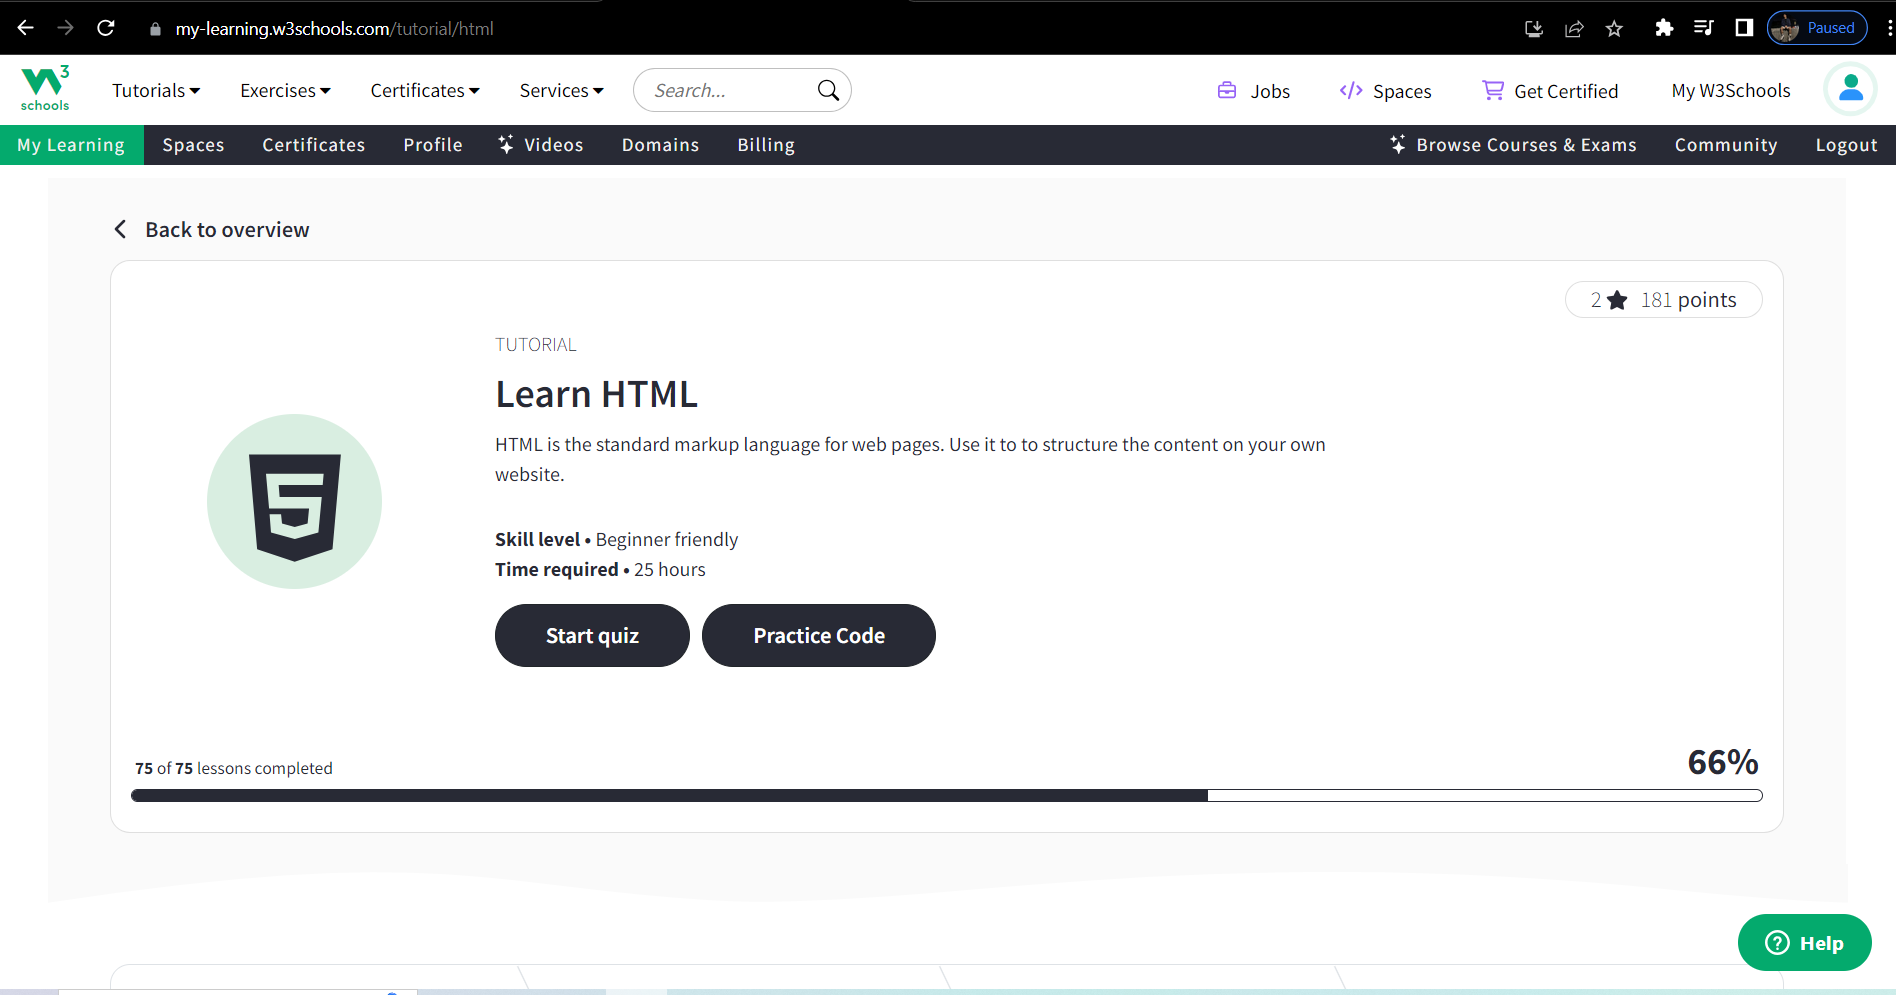 my-learning.w3schools.com/tutorial/html
Paused
3
schools
Tutorials
Exercises
Certificates
Services
Search...
Jobs
Spaces
Get Certified
My W3Schools
My Learning
Spaces
Certificates
Profile
Videos
Domains
Billing
Browse Courses & Exams
Community
Logout
Back to overview
2 181 points
TUTORIAL
Learn HTML
HTML is the standard markup language for web pages. Use it to to structure the content on your own
website.
Skill level • Beginner friendly
Time required • 25 hours
Start quiz
Practice Code
75 of 75 lessons completed
66%
Help